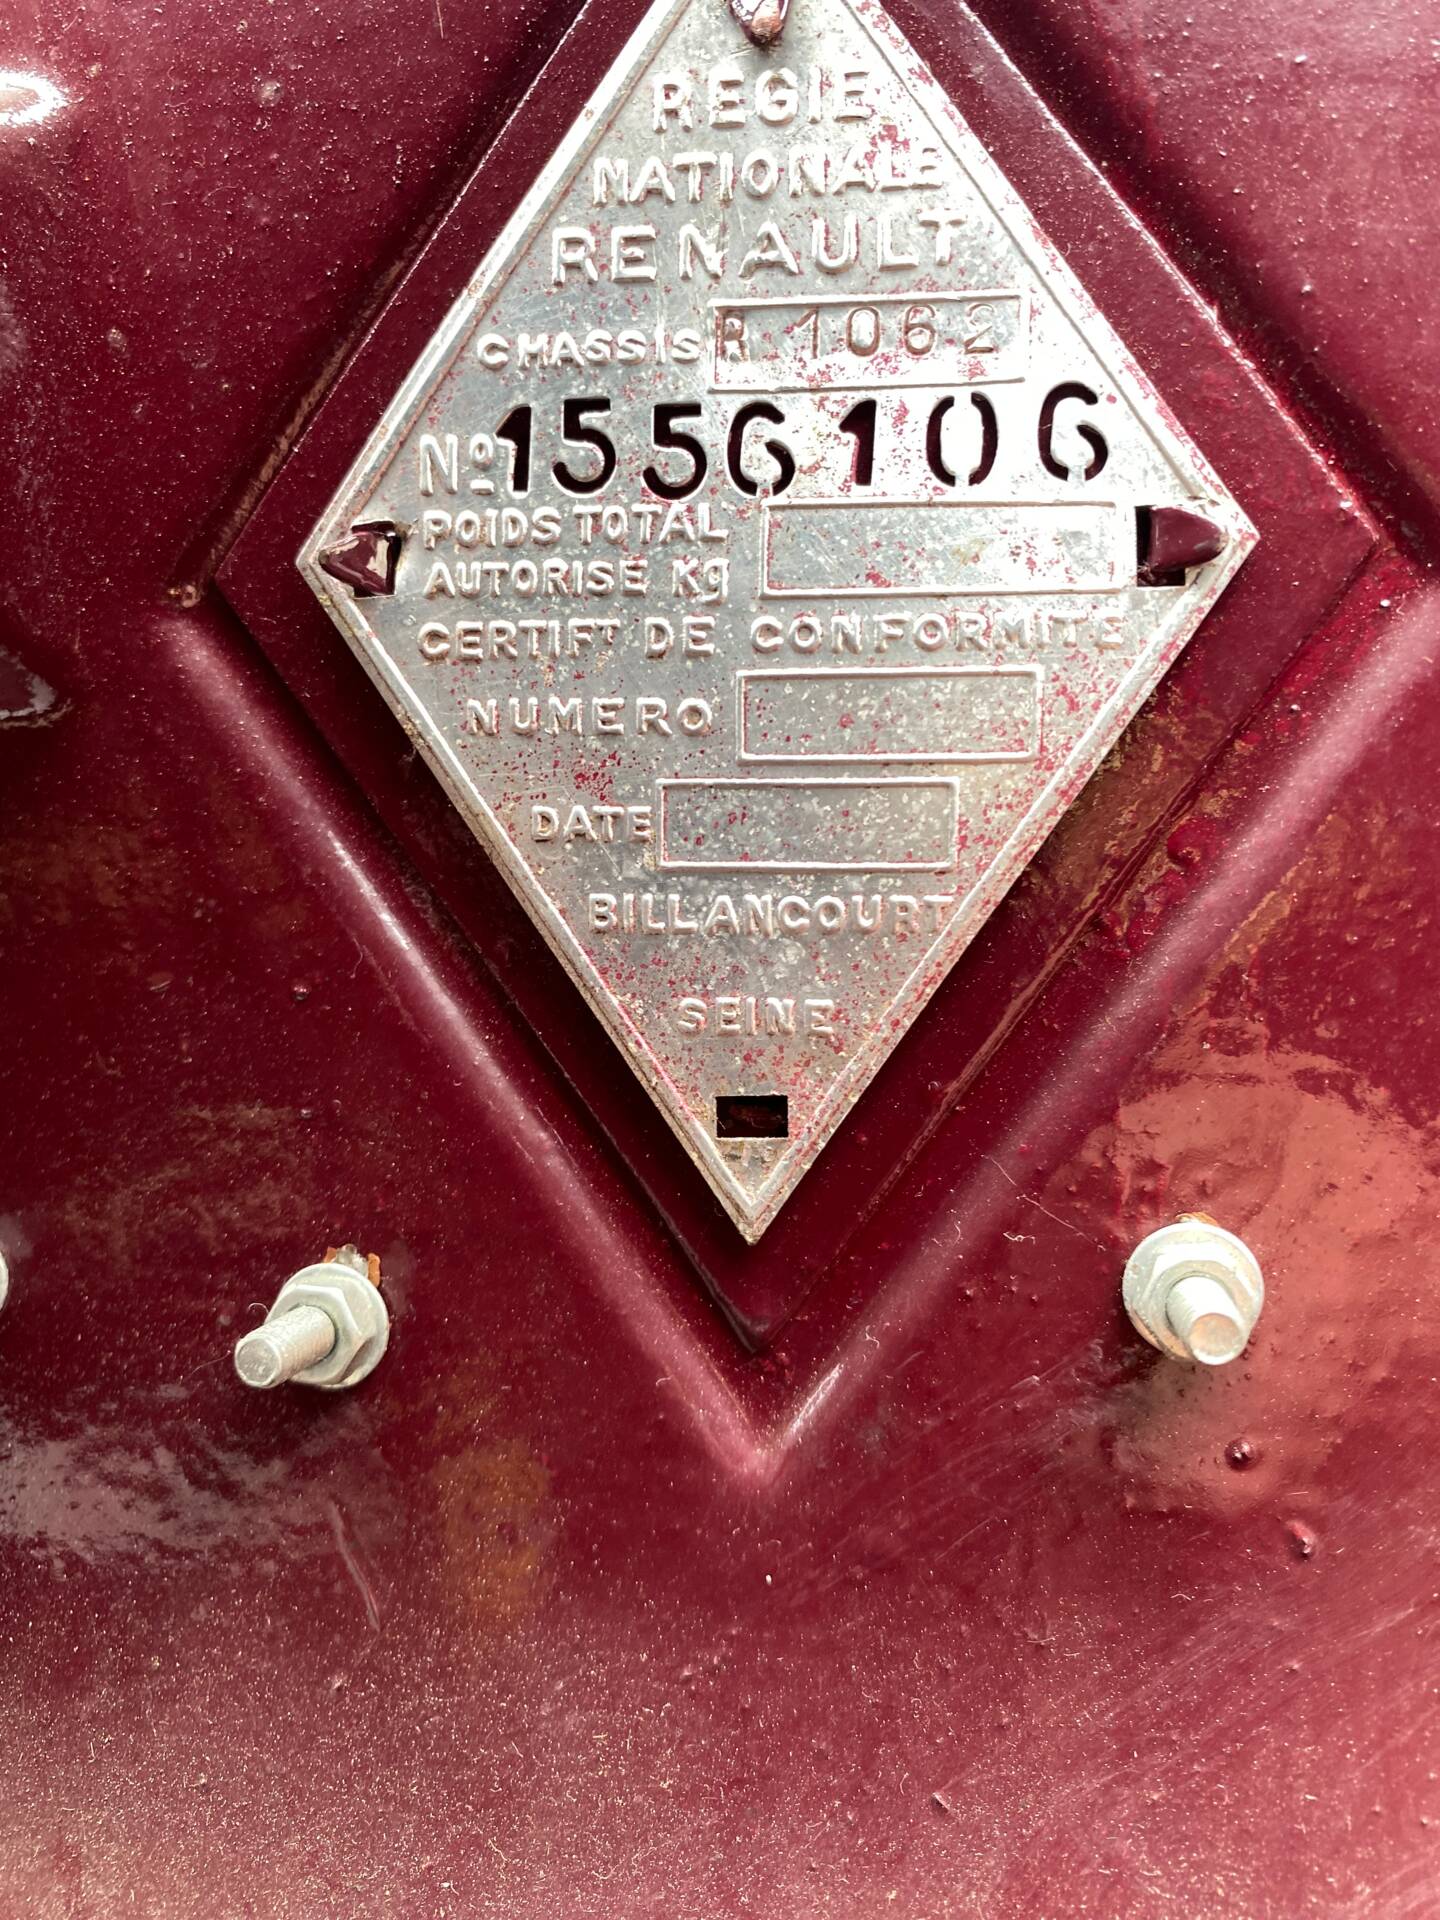 REGIE
NATIONALE
RENAULT
CHASSIS R 1062
No 1556106
POIDS TOTAL
AUTORISE Kg
CERTIFT DE CONFORMITE
NUMERO
DATE
BILLANCOURT
SEINE